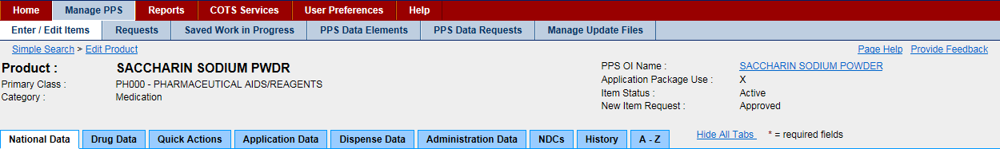 Home Manage PPS Reports COTS Services User Preferences Help
Enter / Edit Items Requests Saved Work in Progress PPS Data Elements PPS Data Requests Manage Update Files
Simple Search > Edit Product Page Help Provide Feedback
Product : SACCHARIN SODIUM PWDR
Primary Class : PH000 - PHARMACEUTICAL AIDS/REAGENTS
Category : Medication
PPS OI Name : SACCHARIN SODIUM POWDER
Application Package Use : X
Item Status : Active
New Item Request : Approved
National Data Drug Data Quick Actions Application Data Dispense Data Administration Data NDCs History A - Z Hide All Tabs * = required fields